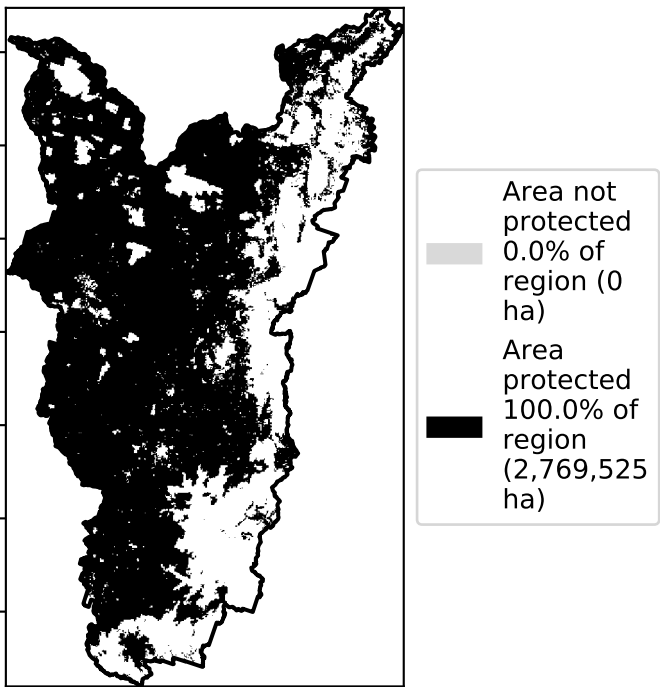 Area not
protected
0.0% of
region (0
ha)
Area
protected
100.0% of
region
(2,769,525
ha)